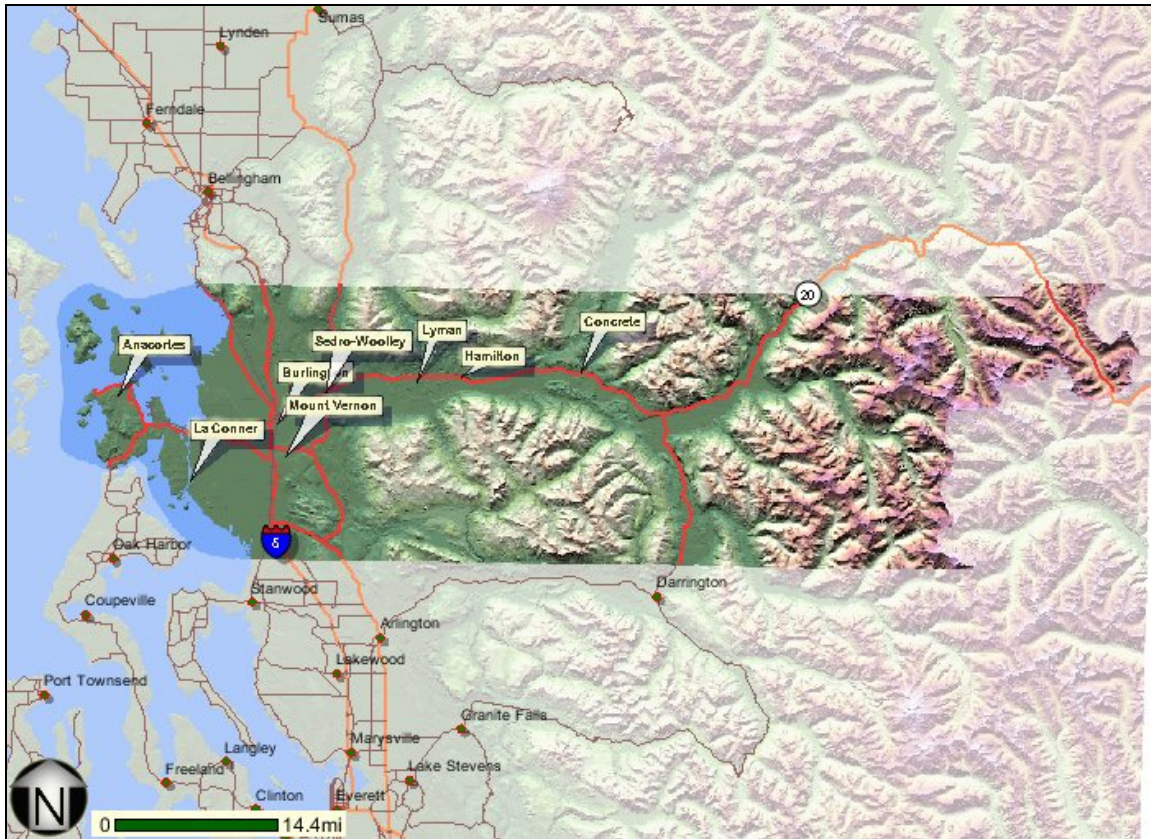 Sumas
Lynden
Ferndale
Bellingham
20
Concrete
Lyman
Sedro-Woolley
Anacortes
Hamilton
Burlington
Mount Vernon
La Conner
5
Oak Harbor
Darrington
Stanwood
Coupeville
Arlington
Lakewood
Port Townsend
Granite Falls
Marysville
Langley
Lake Stevens
Freeland
Clinton
Everett
N
0 14.4mi